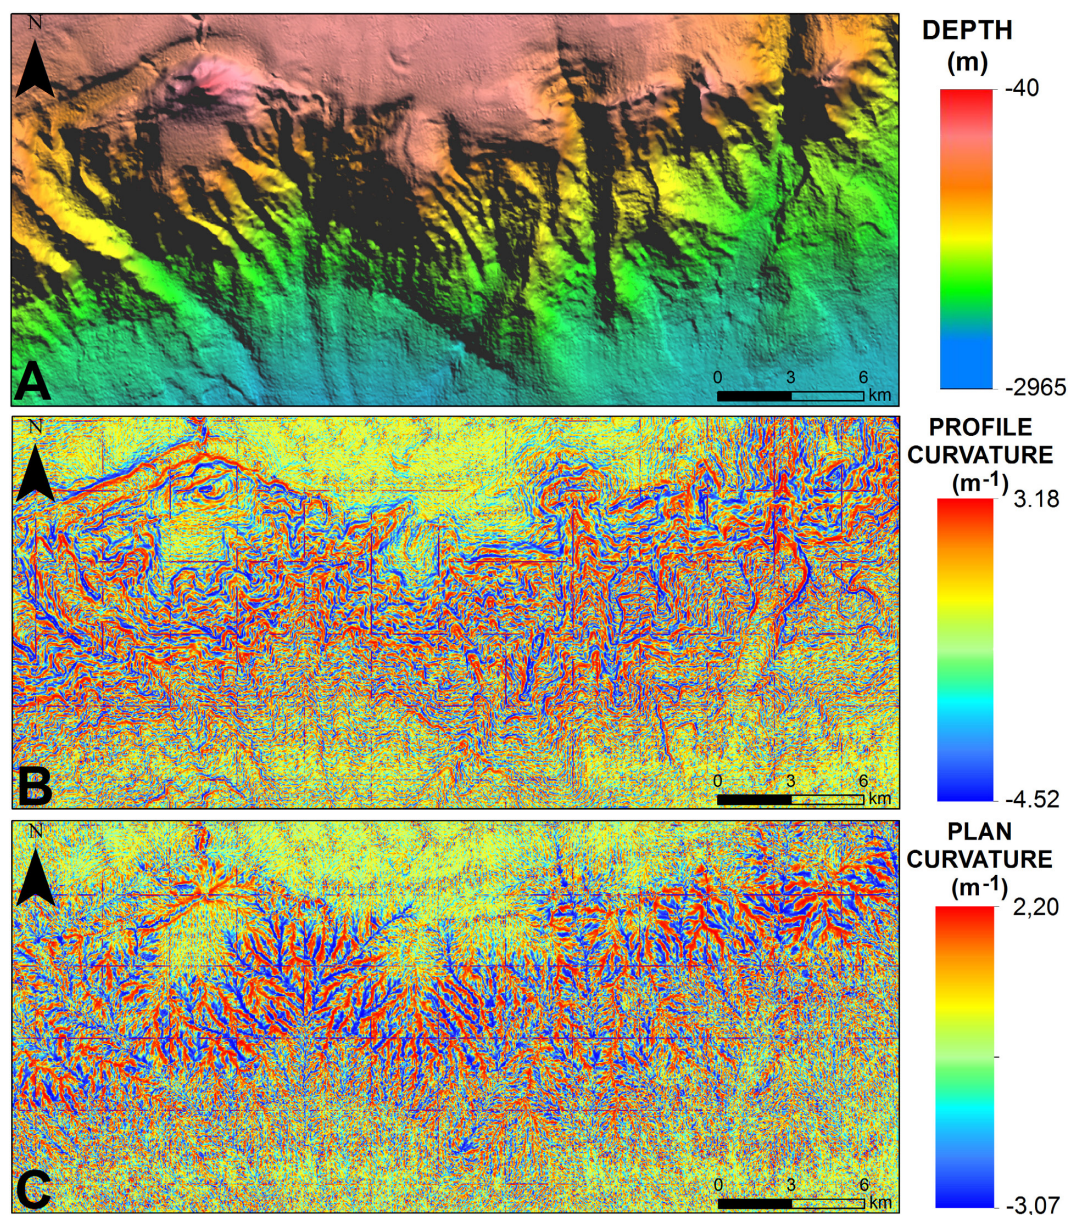 N
DEPTH
(m)
-40
-2965
A
0 3 6
km
N
PROFILE
CURVATURE
(m-1)
3.18
-4.52
B
0 3 6
km
N
PLAN
CURVATURE
(m-1)
2,20
-3,07
C
0 3 6
km